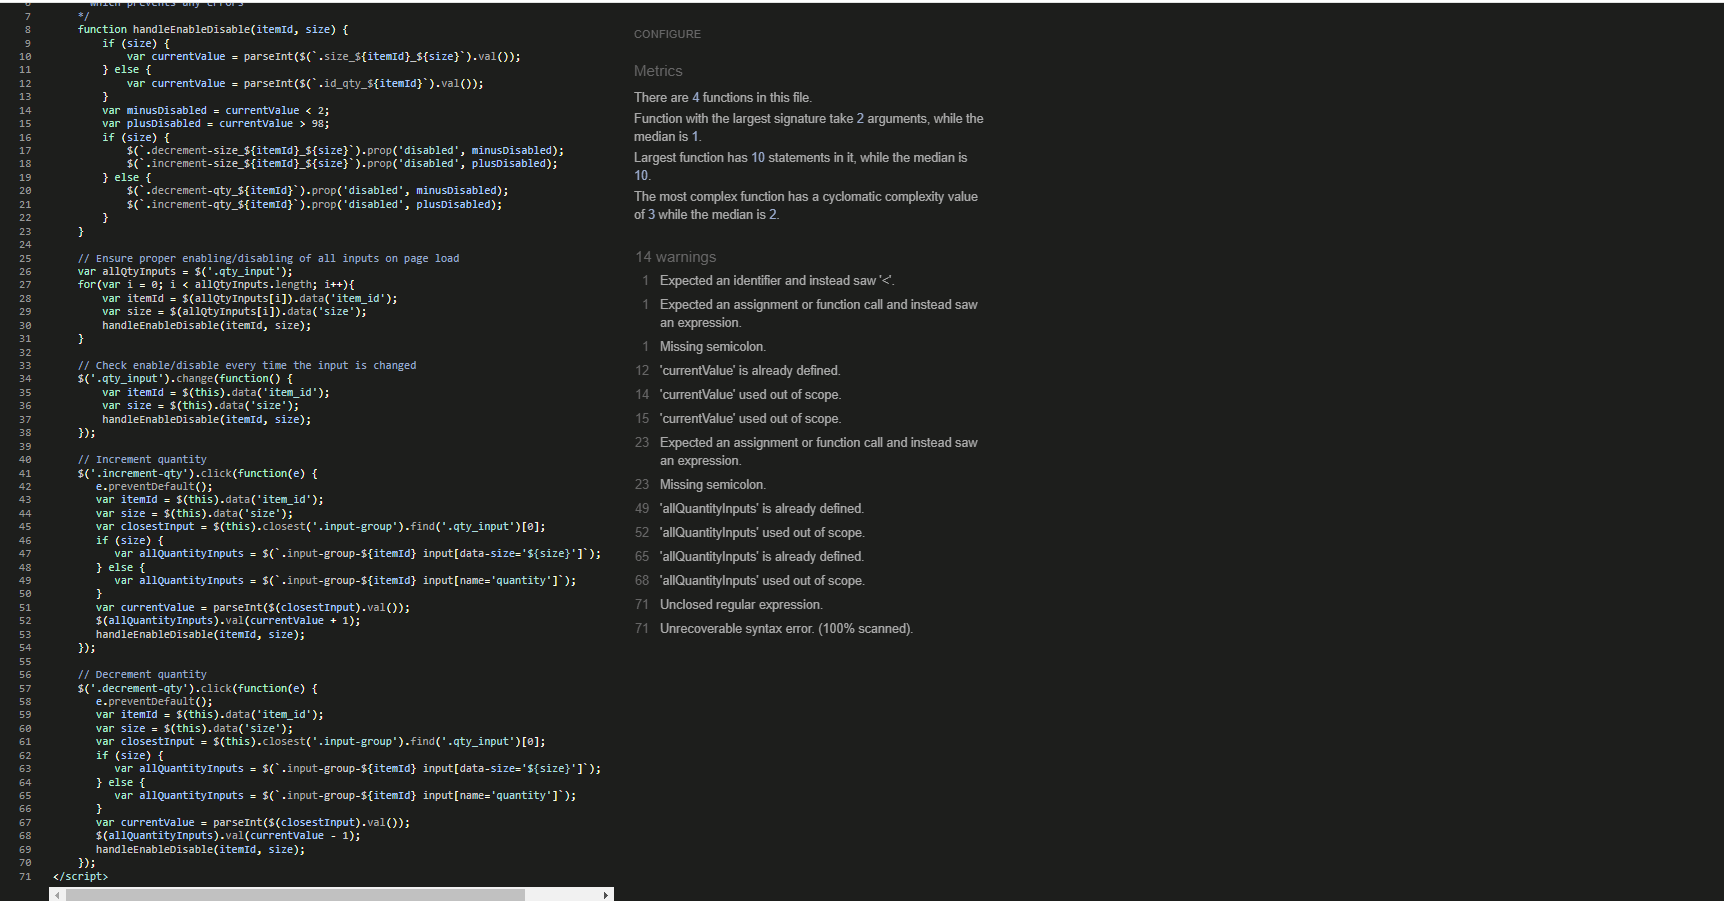 which prevents any errors
7 */
8 function handleEnableDisable(itemId, size) {
9 if (size) {
10 var currentValue = parseInt($(`.size_${itemId}_${size}`).val());
11 } else {
12 var currentValue = parseInt($(`.id_qty_${itemId}`).val());
13 }
14 var minusDisabled = currentValue < 2;
15 var plusDisabled = currentValue > 98;
16 if (size) {
17 $(`.decrement-size_${itemId}_${size}`).prop('disabled', minusDisabled);
18 $(`.increment-size_${itemId}_${size}`).prop('disabled', plusDisabled);
19 } else {
20 $(`.decrement-qty_${itemId}`).prop('disabled', minusDisabled);
21 $(`.increment-qty_${itemId}`).prop('disabled', plusDisabled);
22 }
23 }
24
25 // Ensure proper enabling/disabling of all inputs on page load
26 var allQtyInputs = $('.qty_input');
27 for(var i = 0; i < allQtyInputs.length; i++){
28 var itemId = $(allQtyInputs[i]).data('item_id');
29 var size = $(allQtyInputs[i]).data('size');
30 handleEnableDisable(itemId, size);
31 }
32
33 // Check enable/disable every time the input is changed
34 $('.qty_input').change(function() {
35 var itemId = $(this).data('item_id');
36 var size = $(this).data('size');
37 handleEnableDisable(itemId, size);
38 });
39
40 // Increment quantity
41 $('.increment-qty').click(function(e) {
42 e.preventDefault();
43 var itemId = $(this).data('item_id');
44 var size = $(this).data('size');
45 var closestInput = $(this).closest('.input-group').find('.qty_input')[0];
46 if (size) {
47 var allQuantityInputs = $(`.input-group-${itemId} input[data-size='${size}']`);
48 } else {
49 var allQuantityInputs = $(`.input-group-${itemId} input[name='quantity']`);
50 }
51 var currentValue = parseInt($(closestInput).val());
52 $(allQuantityInputs).val(currentValue + 1);
53 handleEnableDisable(itemId, size);
54 });
55
56 // Decrement quantity
57 $('.decrement-qty').click(function(e) {
58 e.preventDefault();
59 var itemId = $(this).data('item_id');
60 var size = $(this).data('size');
61 var closestInput = $(this).closest('.input-group').find('.qty_input')[0];
62 if (size) {
63 var allQuantityInputs = $(`.input-group-${itemId} input[data-size='${size}']`);
64 } else {
65 var allQuantityInputs = $(`.input-group-${itemId} input[name='quantity']`);
66 }
67 var currentValue = parseInt($(closestInput).val());
68 $(allQuantityInputs).val(currentValue - 1);
69 handleEnableDisable(itemId, size);
70 });
71 </script>
CONFIGURE
Metrics
There are 4 functions in this file.
Function with the largest signature take 2 arguments, while the
median is 1.
Largest function has 10 statements in it, while the median is
10.
The most complex function has a cyclomatic complexity value
of 3 while the median is 2.
14 warnings
1 Expected an identifier and instead saw '<'.
1 Expected an assignment or function call and instead saw
an expression.
1 Missing semicolon.
12 'currentValue' is already defined.
14 'currentValue' used out of scope.
15 'currentValue' used out of scope.
23 Expected an assignment or function call and instead saw
an expression.
23 Missing semicolon.
49 'allQuantityInputs' is already defined.
52 'allQuantityInputs' used out of scope.
65 'allQuantityInputs' is already defined.
68 'allQuantityInputs' used out of scope.
71 Unclosed regular expression.
71 Unrecoverable syntax error. (100% scanned).